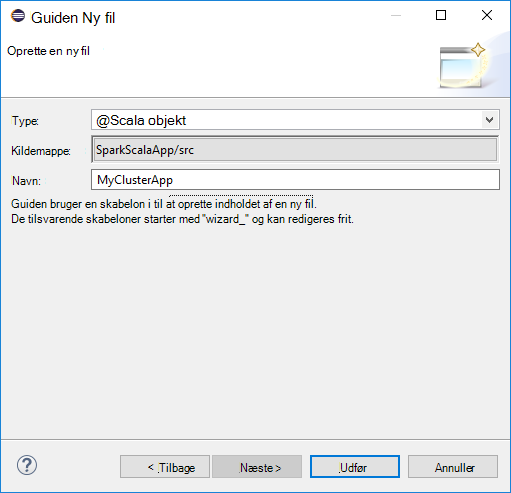 Guiden Ny fil
Oprette en ny fil
Type: @Scala objekt
Kildemappe: SparkScalaApp/src
Navn: MyClusterApp
Guiden bruger en skabelon i til at oprette indholdet af en ny fil.
De tilsvarende skabeloner starter med "wizard_" og kan redigeres frit.
? < .Tilbage Næste > .Udfør Annuller